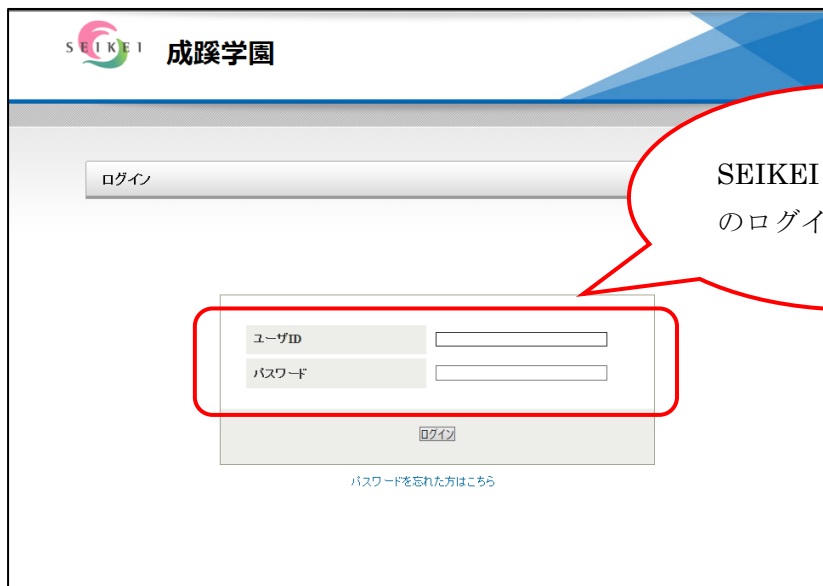 SEIKEI 成蹊学園
ログイン
SEIKEI
のログイ
ユーザID
パスワード
ログイン
パスワードを忘れた方はこちら